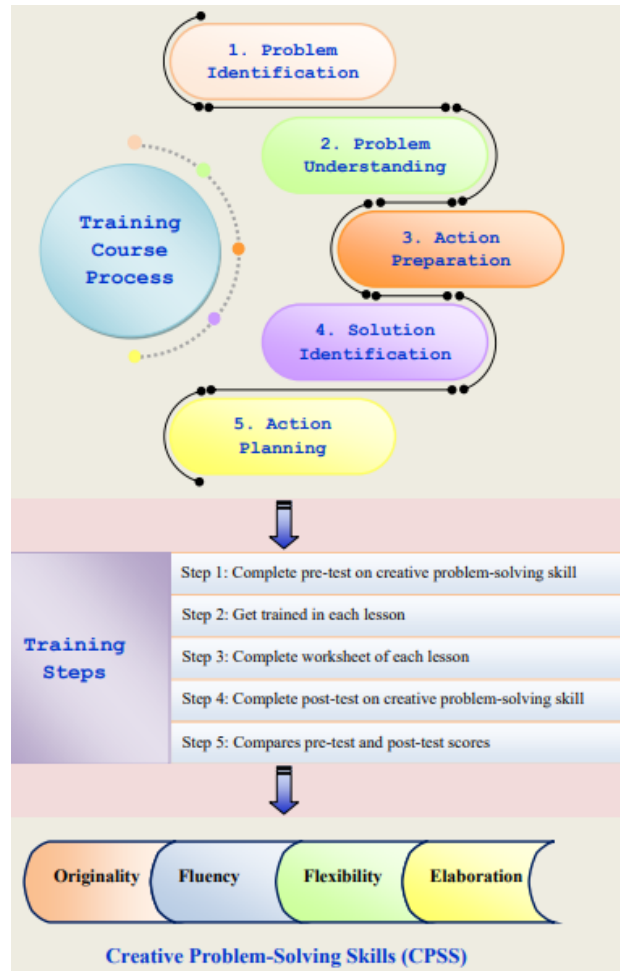 1. Problem
Identification
2. Problem
Understanding
Training
Course
Process
3. Action
Preparation
4. Solution
Identification
5. Action
Planning
Training
Steps
Step 1: Complete pre-test on creative problem-solving skill
Step 2: Get trained in each lesson
Step 3: Complete worksheet of each lesson
Step 4: Complete post-test on creative problem-solving skill
Step 5: Compares pre-test and post-test scores
Originality
Fluency
Flexibility
Elaboration
Creative Problem-Solving Skills (CPSS)